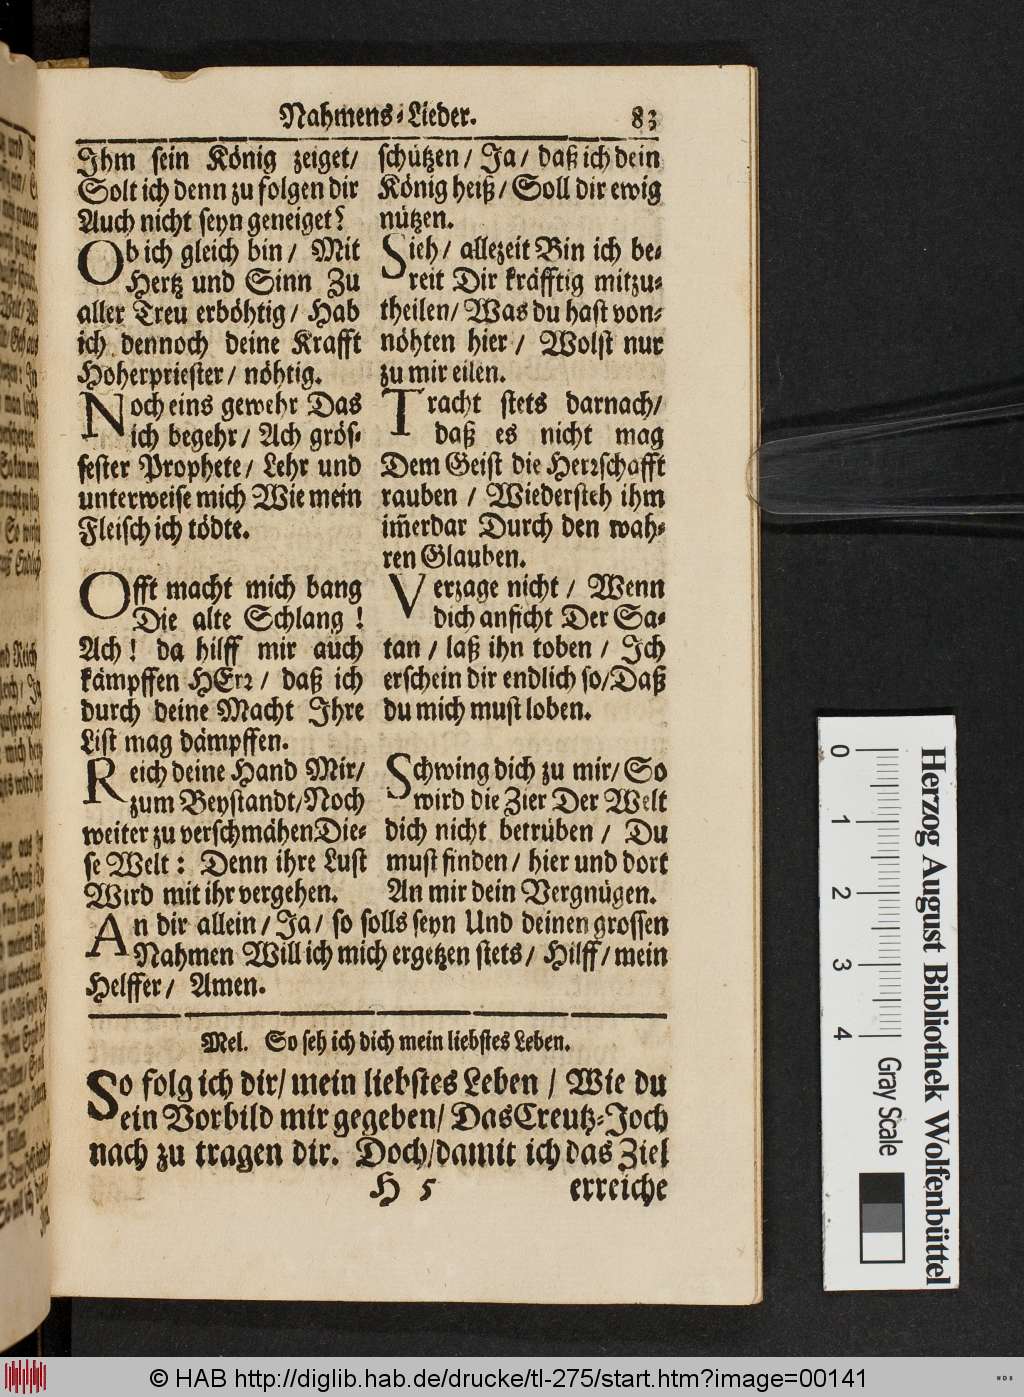 Nahmens-Lieder. 83
Ihm sein König zeiget/
Solt ich denn zu folgen dir
Auch nicht seyn geneiget?
Ob ich gleich bin / Mit
Hertz und Sinn Zu
aller Treu erböhtig / Hab
ich dennoch deine Krafft
Hoherpriester / nöhtig.
Noch eins gewehr Das
ich begehr / Ach grös-
sester Prophete / Lehr und
unterweise mich Wie mein
Fleisch ich tödte.
Offt macht mich bang
Die alte Schlang !
Ach ! da hilff mir auch
kämpffen HErr / daß ich
durch deine Macht Ihre
List mag dämpffen.
Reich deine Hand Mir/
zum Beystandt/Noch
weiter zu verschmähen Die-
se Welt : Denn ihre Lust
Wird mit ihr vergehen.
schützen / Ja / daß ich dein
König heiß / Soll dir ewig
nützen.
Sieh / allezeit Bin ich be-
reit Dir kräfftig mitzu-
theilen / Was du hast von-
nöhten hier / Wolst nur
zu mir eilen.
Tracht stets darnach/
daß es nicht mag
Dem Geist die Herrschafft
rauben / Wiedersteh ihm
im̃erdar Durch den wah-
ren Glauben.
Verzage nicht / Wenn
dich anficht Der Sa-
tan / laß ihn toben / Ich
erschein dir endlich so/Daß
du mich must loben.
Schwing dich zu mir/ So
wird die Zier Der Welt
dich nicht betrüben / Du
must finden / hier und dort
An mir dein Vergnügen.
An dir allein / Ja / so solls seyn Und deinen grossen
Nahmen Will ich mich ergetzen stets / Hilff / mein
Helffer / Amen.
Mel. So seh ich dich mein liebstes Leben.
So folg ich dir/ mein liebstes Leben / Wie du
ein Vorbild mir gegeben/ Das Creutz-Joch
nach zu tragen dir. Doch/damit ich das Ziel
H 5 erreiche
Herzog August Bibliothek Wolfenbüttel
0 1 2 3 4 Gray Scale
© HAB http://diglib.hab.de/drucke/tl-275/start.htm?image=00141